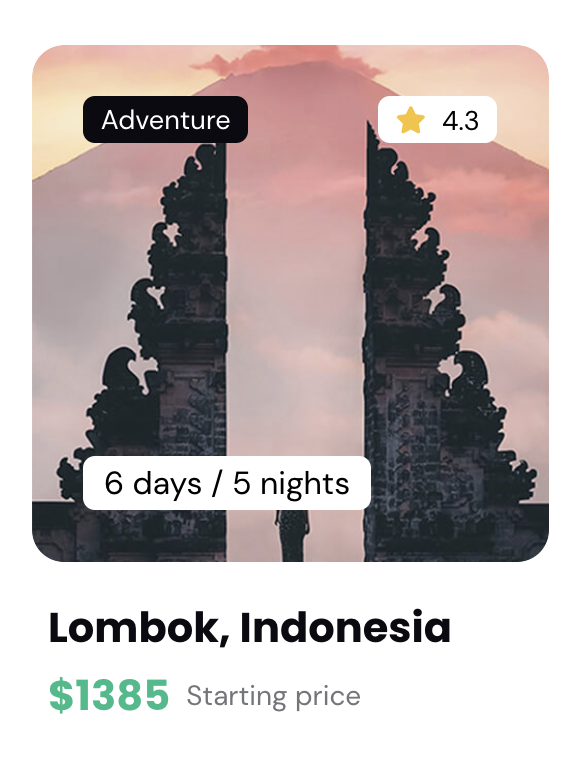 Adventure
4.3
6 days / 5 nights
Lombok, Indonesia
$1385 Starting price